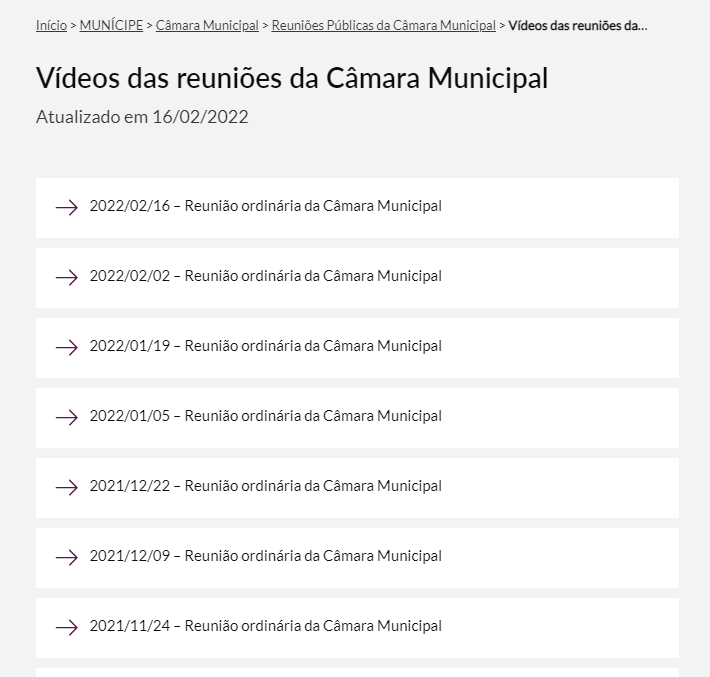 Início > MUNÍCIPE > Câmara Municipal > Reuniões Públicas da Câmara Municipal > Vídeos das reuniões da...
Vídeos das reuniões da Câmara Municipal
Atualizado em 16/02/2022
2022/02/16 – Reunião ordinária da Câmara Municipal
2022/02/02 – Reunião ordinária da Câmara Municipal
2022/01/19 – Reunião ordinária da Câmara Municipal
2022/01/05 – Reunião ordinária da Câmara Municipal
2021/12/22 – Reunião ordinária da Câmara Municipal
2021/12/09 – Reunião ordinária da Câmara Municipal
2021/11/24 – Reunião ordinária da Câmara Municipal